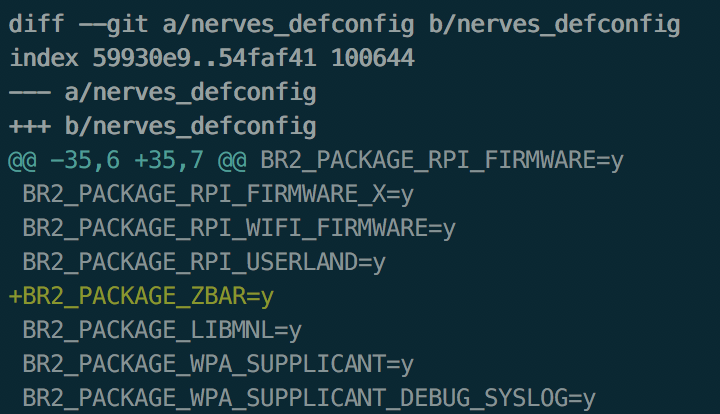 diff --git a/nerves_defconfig b/nerves_defconfig
index 59930e9..54faf41 100644
--- a/nerves_defconfig
+++ b/nerves_defconfig
@@ -35,6 +35,7 @@ BR2_PACKAGE_RPI_FIRMWARE=y
 BR2_PACKAGE_RPI_FIRMWARE_X=y
 BR2_PACKAGE_RPI_WIFI_FIRMWARE=y
 BR2_PACKAGE_RPI_USERLAND=y
+BR2_PACKAGE_ZBAR=y
 BR2_PACKAGE_LIBMNL=y
 BR2_PACKAGE_WPA_SUPPLICANT=y
 BR2_PACKAGE_WPA_SUPPLICANT_DEBUG_SYSLOG=y